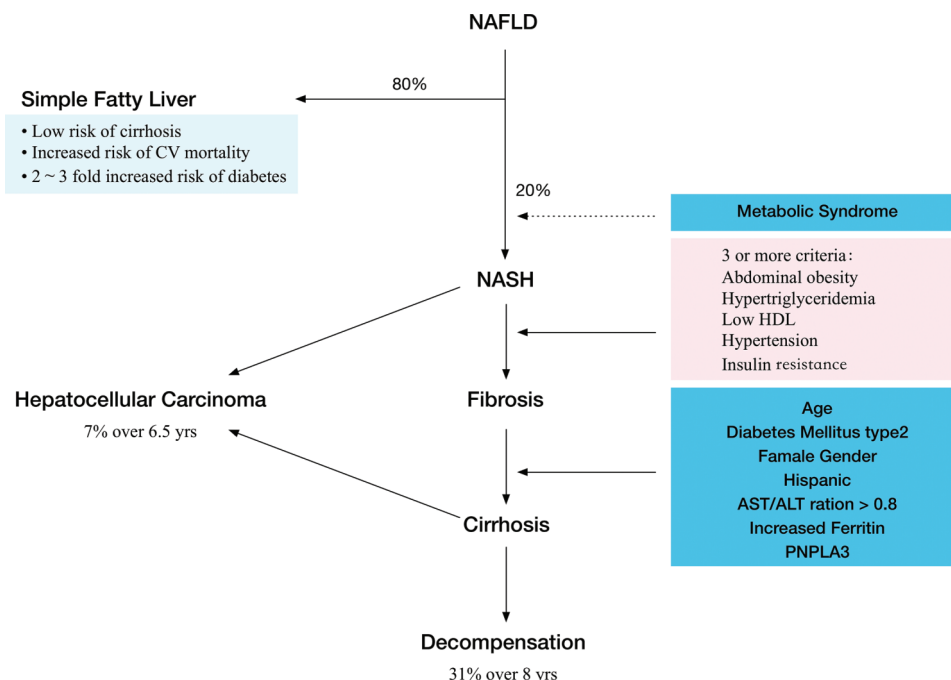 NAFLD
80%
Simple Fatty Liver
• Low risk of cirrhosis
• Increased risk of CV mortality
• 2 ~ 3 fold increased risk of diabetes
20%
Metabolic Syndrome
3 or more criteria:
Abdominal obesity
Hypertriglyceridemia
Low HDL
Hypertension
Insulin resistance
NASH
Hepatocellular Carcinoma
7% over 6.5 yrs
Fibrosis
Age
Diabetes Mellitus type2
Famale Gender
Hispanic
AST/ALT ration > 0.8
Increased Ferritin
PNPLA3
Cirrhosis
Decompensation
31% over 8 yrs